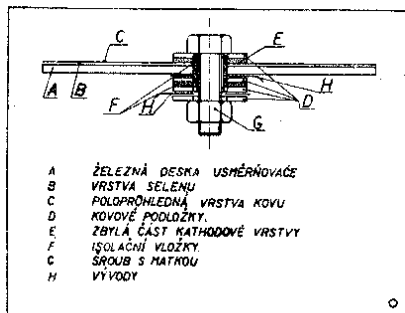 C
E
A
B
F
H
H
D
G
A ŽELEZNÁ DESKA USMĚRŇOVAČE
B VRSTVA SELENU
C POLOPRŮHLEDNÁ VRSTVA KOVU
D KOVOVÉ PODLOŽKY.
E ZBYLÁ ČÁST KATHODOVÉ VRSTVY
F ISOLAČNÍ VLOŽKY.
G ŠROUB S MATKOU
H VÝVODY